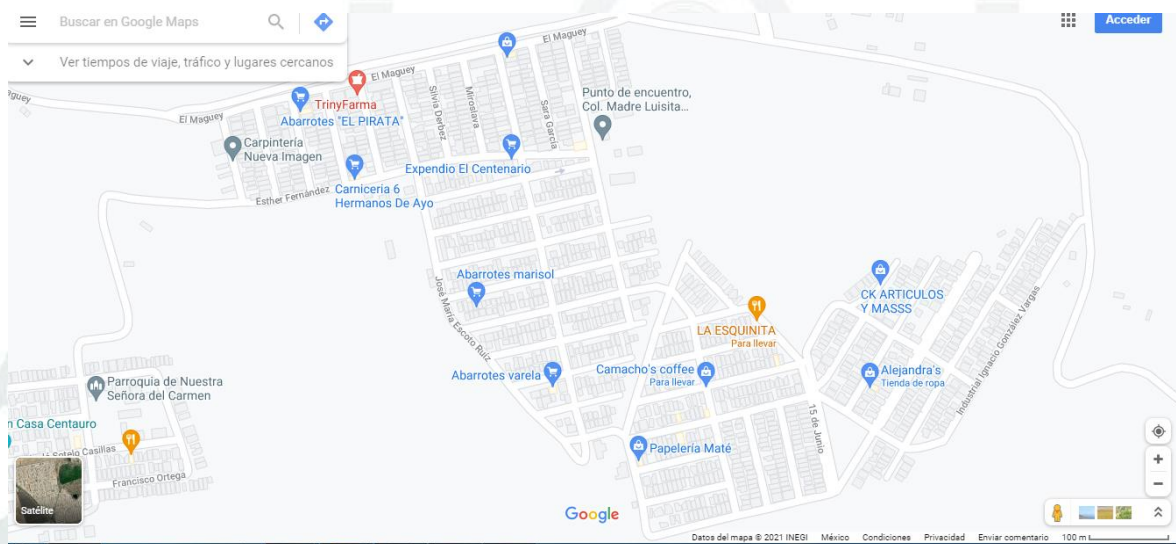 Buscar en Google Maps
Acceder
Ver tiempos de viaje, tráfico y lugares cercanos
El Maguey
El Maguey
El Maguey
TrinyFarma
Abarrotes "EL PIRATA"
Silvia Derbez
Miroslava
Sara García
Punto de encuentro,
Col. Madre Luisita...
Carpintería
Nueva Imagen
Expendio El Centenario
Esther Fernández
Carniceria 6
Hermanos De Ayo
Abarrotes marisol
José María Escoto Ruiz
CK ARTICULOS
Y MASSS
Industrial Ignacio González Vargas
LA ESQUINITA
Para llevar
Abarrotes varela
Camacho's coffee
Para llevar
Alejandra's
Tienda de ropa
Parroquia de Nuestra
Señora del Carmen
15 de Junio
n Casa Centauro
Sotelo Casillas
Papelería Maté
Francisco Ortega
Satélite
Google
Datos del mapa © 2021 INEGI México Condiciones Privacidad Enviar comentario 100 m